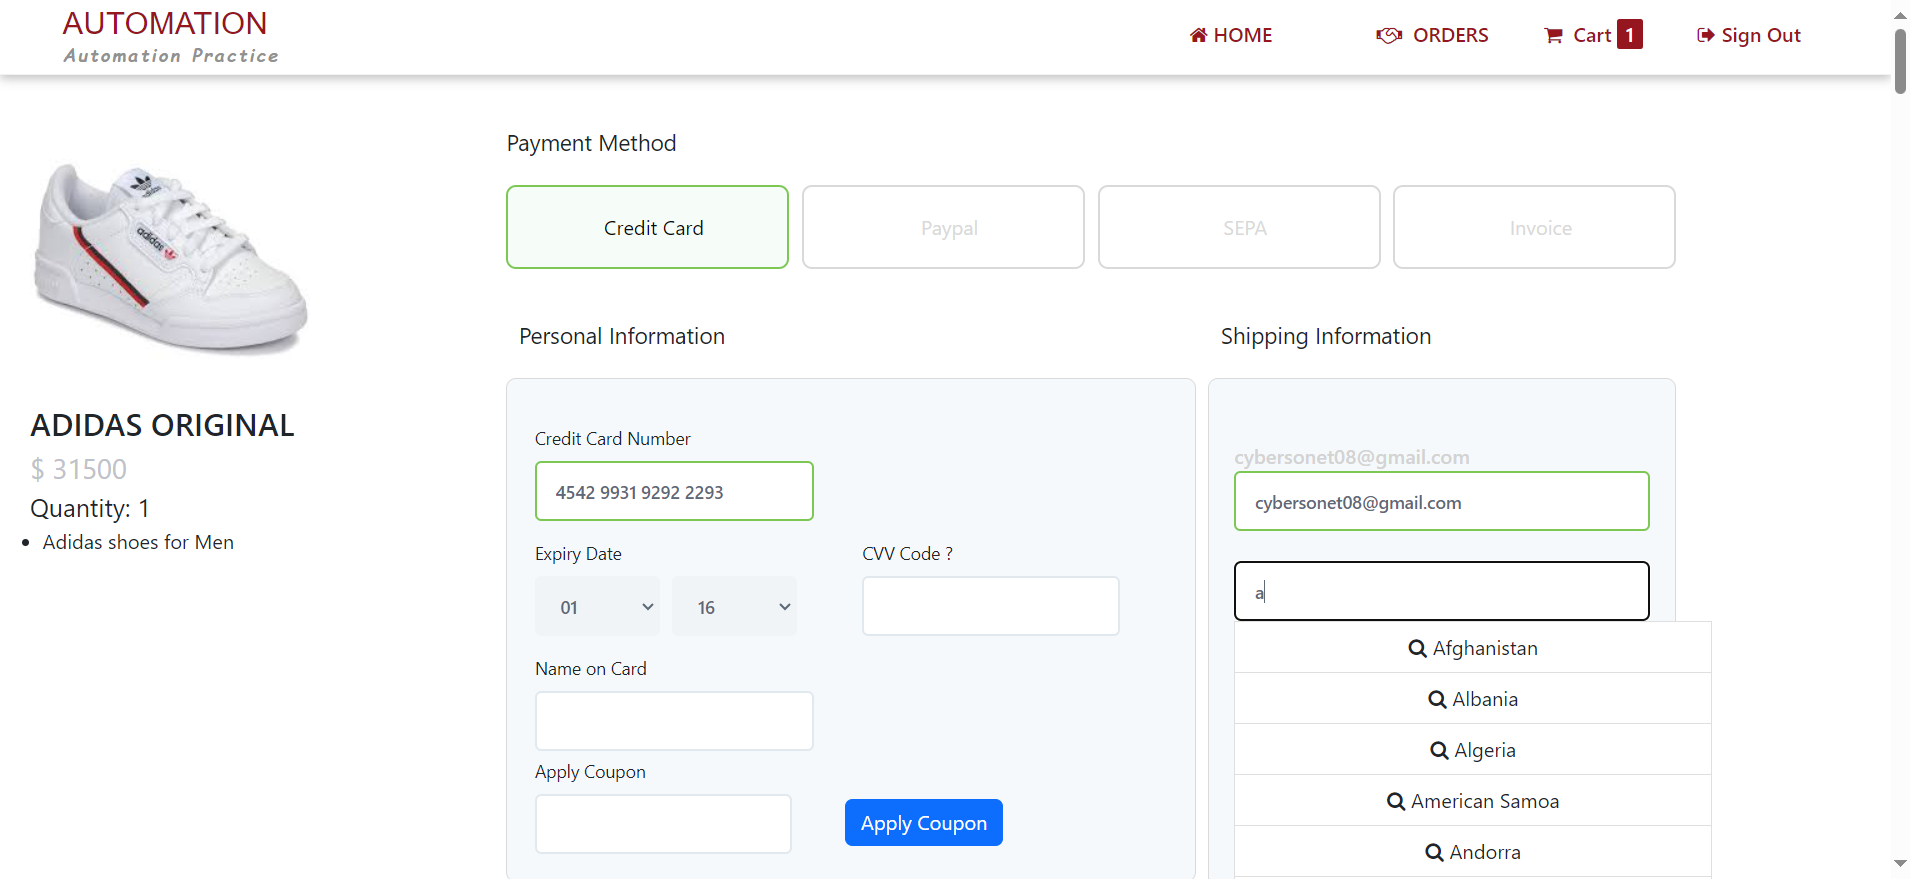 AUTOMATION
Automation Practice
HOME
ORDERS
Cart 1
Sign Out
adidas
adidas
ADIDAS ORIGINAL
$ 31500
Quantity: 1
Adidas shoes for Men
Payment Method
Credit Card
Paypal
SEPA
Invoice
Personal Information
Credit Card Number
4542 9931 9292 2293
Expiry Date
CVV Code ?
01
16
Name on Card
Apply Coupon
Apply Coupon
Shipping Information
cybersonet08@gmail.com
cybersonet08@gmail.com
a
Afghanistan
Albania
Algeria
American Samoa
Andorra